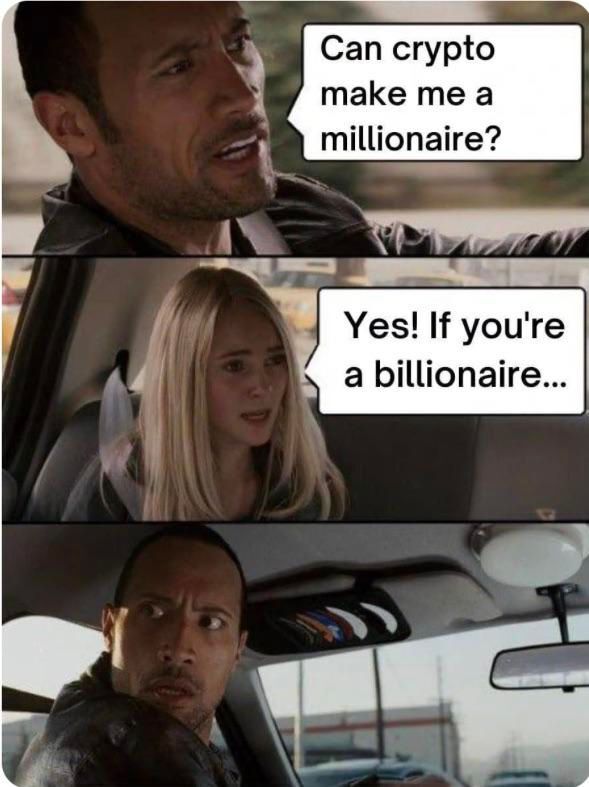 Can crypto
make me a
millionaire?
Yes! If you're
a billionaire...